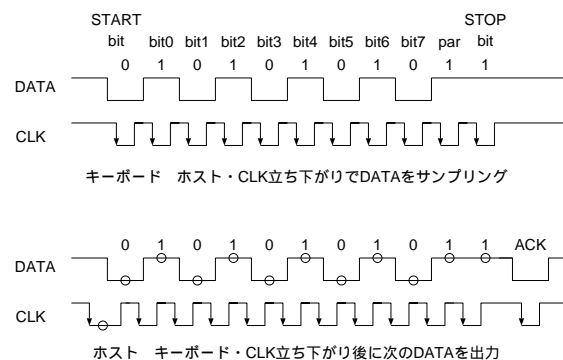 START STOP
bit bit0 bit1 bit2 bit3 bit4 bit5 bit6 bit7 par bit
0 1 0 1 0 1 0 1 0 1 1
DATA
CLK
キーボード ホスト・CLK立ち下がりでDATAをサンプリング
0 1 0 1 0 1 0 1 0 1 1 ACK
DATA
CLK
ホスト キーボード・CLK立ち下がり後に次のDATAを出力